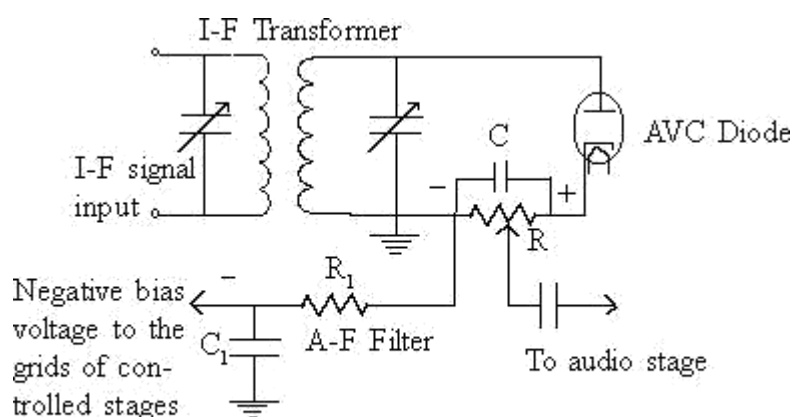 I-F Transformer
C
AVC Diode
I-F signal
input
− +
R
−
R1
Negative bias
voltage to the
grids of con-
trolled stages
C1
A-F Filter
To audio stage